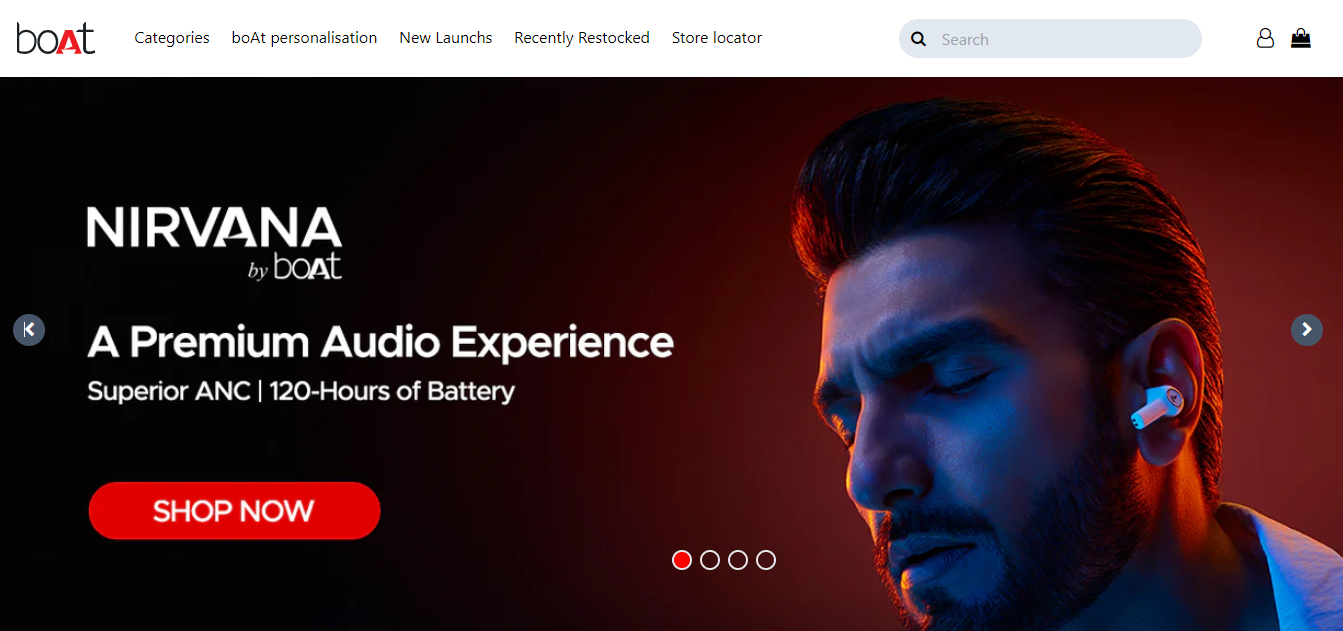 boAt
Categories
boAt personalisation
New Launchs
Recently Restocked
Store locator
Search
NIRVANA
by boAt
A Premium Audio Experience
Superior ANC | 120-Hours of Battery
SHOP NOW